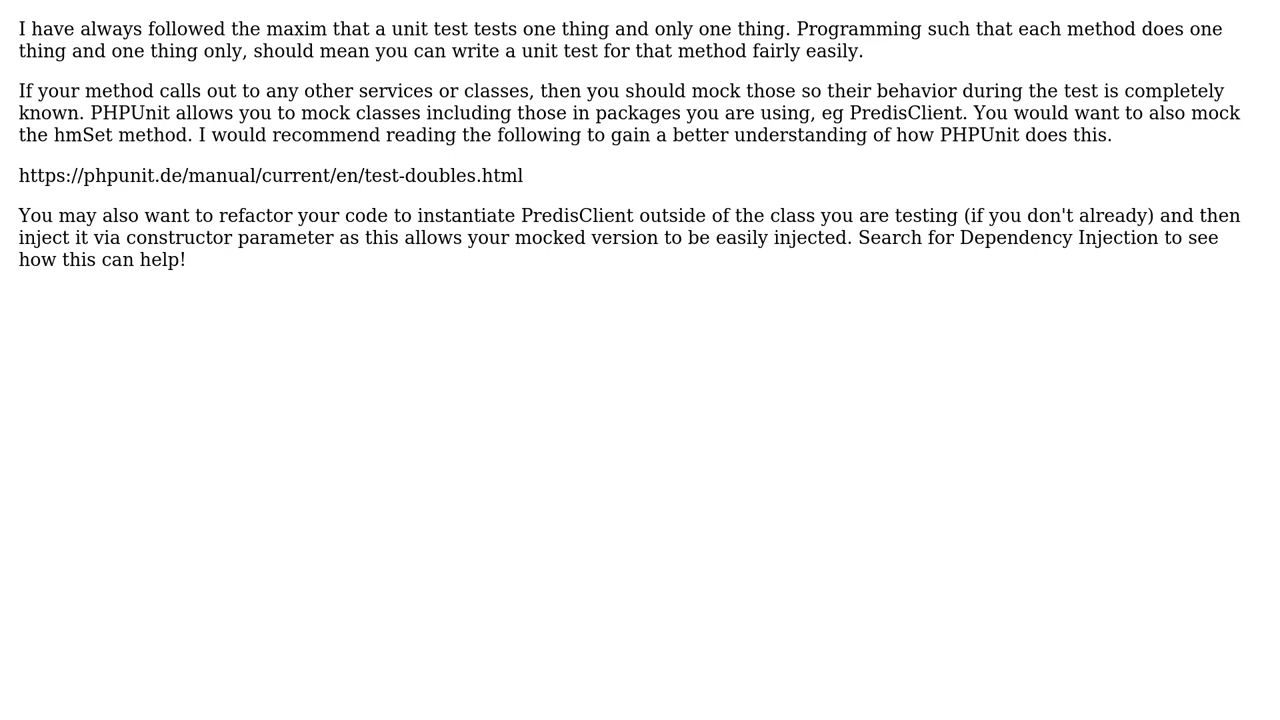 I have always followed the maxim that a unit test tests one thing and only one thing. Programming such that each method does one
thing and one thing only, should mean you can write a unit test for that method fairly easily.
If your method calls out to any other services or classes, then you should mock those so their behavior during the test is completely
known. PHPUnit allows you to mock classes including those in packages you are using, eg PredisClient. You would want to also mock
the hmSet method. I would recommend reading the following to gain a better understanding of how PHPUnit does this.
https://phpunit.de/manual/current/en/test-doubles.html
You may also want to refactor your code to instantiate PredisClient outside of the class you are testing (if you don't already) and then
inject it via constructor parameter as this allows your mocked version to be easily injected. Search for Dependency Injection to see
how this can help!